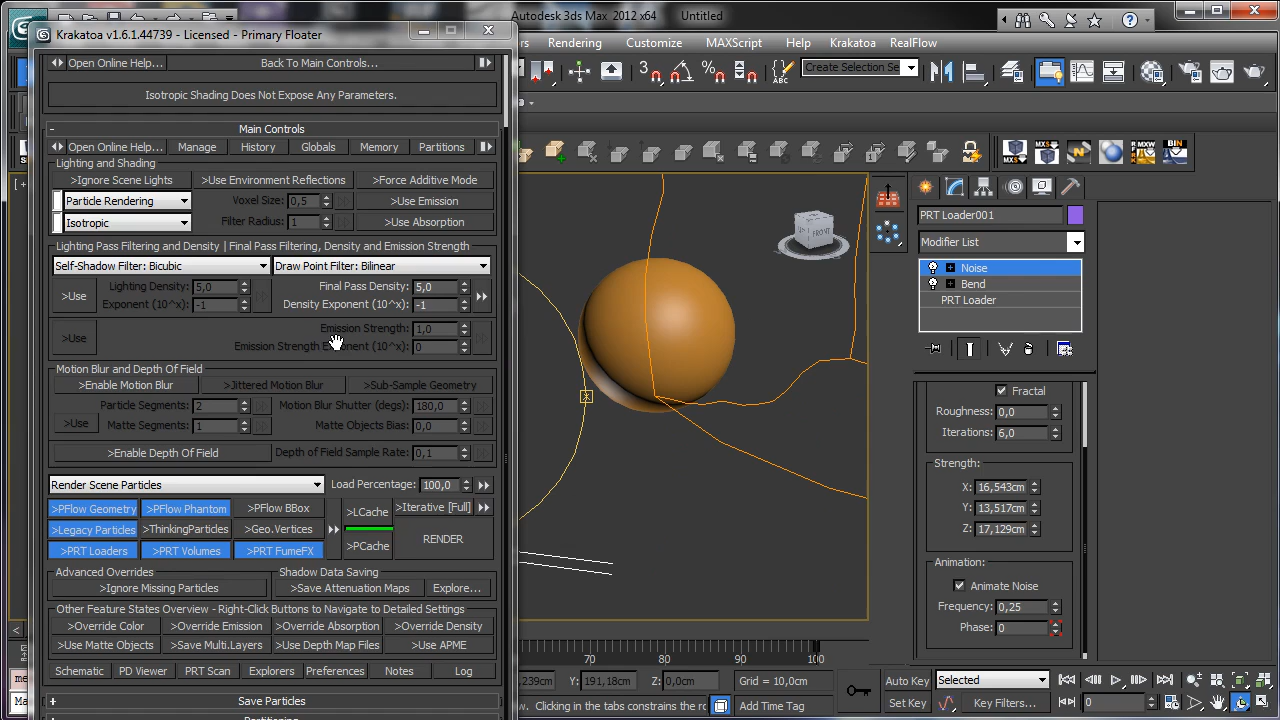 Autodesk 3ds Max 2012 x64 Untitled
Krakatoa v1.6.1.44739 - Licensed - Primary Floater
Rendering Customize MAXScript Help Krakatoa RealFlow
Open Online Help... Back To Main Controls...
Isotropic Shading Does Not Expose Any Parameters.
- Main Controls
Open Online Help... Manage History Globals Memory Partitions
Lighting and Shading
>Ignore Scene Lights >Use Environment Reflections >Force Additive Mode
Particle Rendering Voxel Size: 0,5 >Use Emission
Isotropic Filter Radius: 1 >Use Absorption
Lighting Pass Filtering and Density | Final Pass Filtering, Density and Emission Strength
Self-Shadow Filter: Bicubic Draw Point Filter: Bilinear
>Use Lighting Density: 5,0 Final Pass Density: 5,0
Exponent (10^x): -1 Density Exponent (10^x): -1
>Use Emission Strength: 1,0
Emission Strength Exponent (10^x): 0
Motion Blur and Depth Of Field
>Enable Motion Blur >Jittered Motion Blur >Sub-Sample Geometry
Particle Segments: 2 Motion Blur Shutter (degs): 180,0
>Use Matte Segments: 1 Matte Objects Bias: 0,0
>Enable Depth Of Field Depth of Field Sample Rate: 0,1
Render Scene Particles Load Percentage: 100,0
>PFlow Geometry >PFlow Phantom >PFlow BBox >LCache >Iterative [Full]
>Legacy Particles >ThinkingParticles >Geo.Vertices RENDER
>PRT Loaders >PRT Volumes >PRT FumeFX >PCache
Advanced Overrides Shadow Data Saving
>Ignore Missing Particles >Save Attenuation Maps Explore...
Other Feature States Overview - Right-Click Buttons to Navigate to Detailed Settings
>Override Color >Override Emission >Override Absorption >Override Density
>Use Matte Objects >Save Multi.Layers >Use Depth Map Files >Use APME
Schematic PD Viewer PRT Scan Explorers Preferences Notes Log
+ Save Particles
Create Selection Se
ABC
MXS MXS RMXW BIN
FRONT
PRT Loader001
Modifier List
Noise
Bend
PRT Loader
Fractal
Roughness: 0,0
Iterations: 6,0
Strength:
X: 16,543cm
Y: 13,517cm
Z: 17,129cm
Animation:
Animate Noise
Frequency: 0,25
Phase: 0
70 80 90 100
,239cm Y: 191,18cm Z: 0,0cm Grid = 10,0cm
Auto Key Selected
w. Clicking in the tabs constrains the ro Add Time Tag
Set Key Key Filters... 0